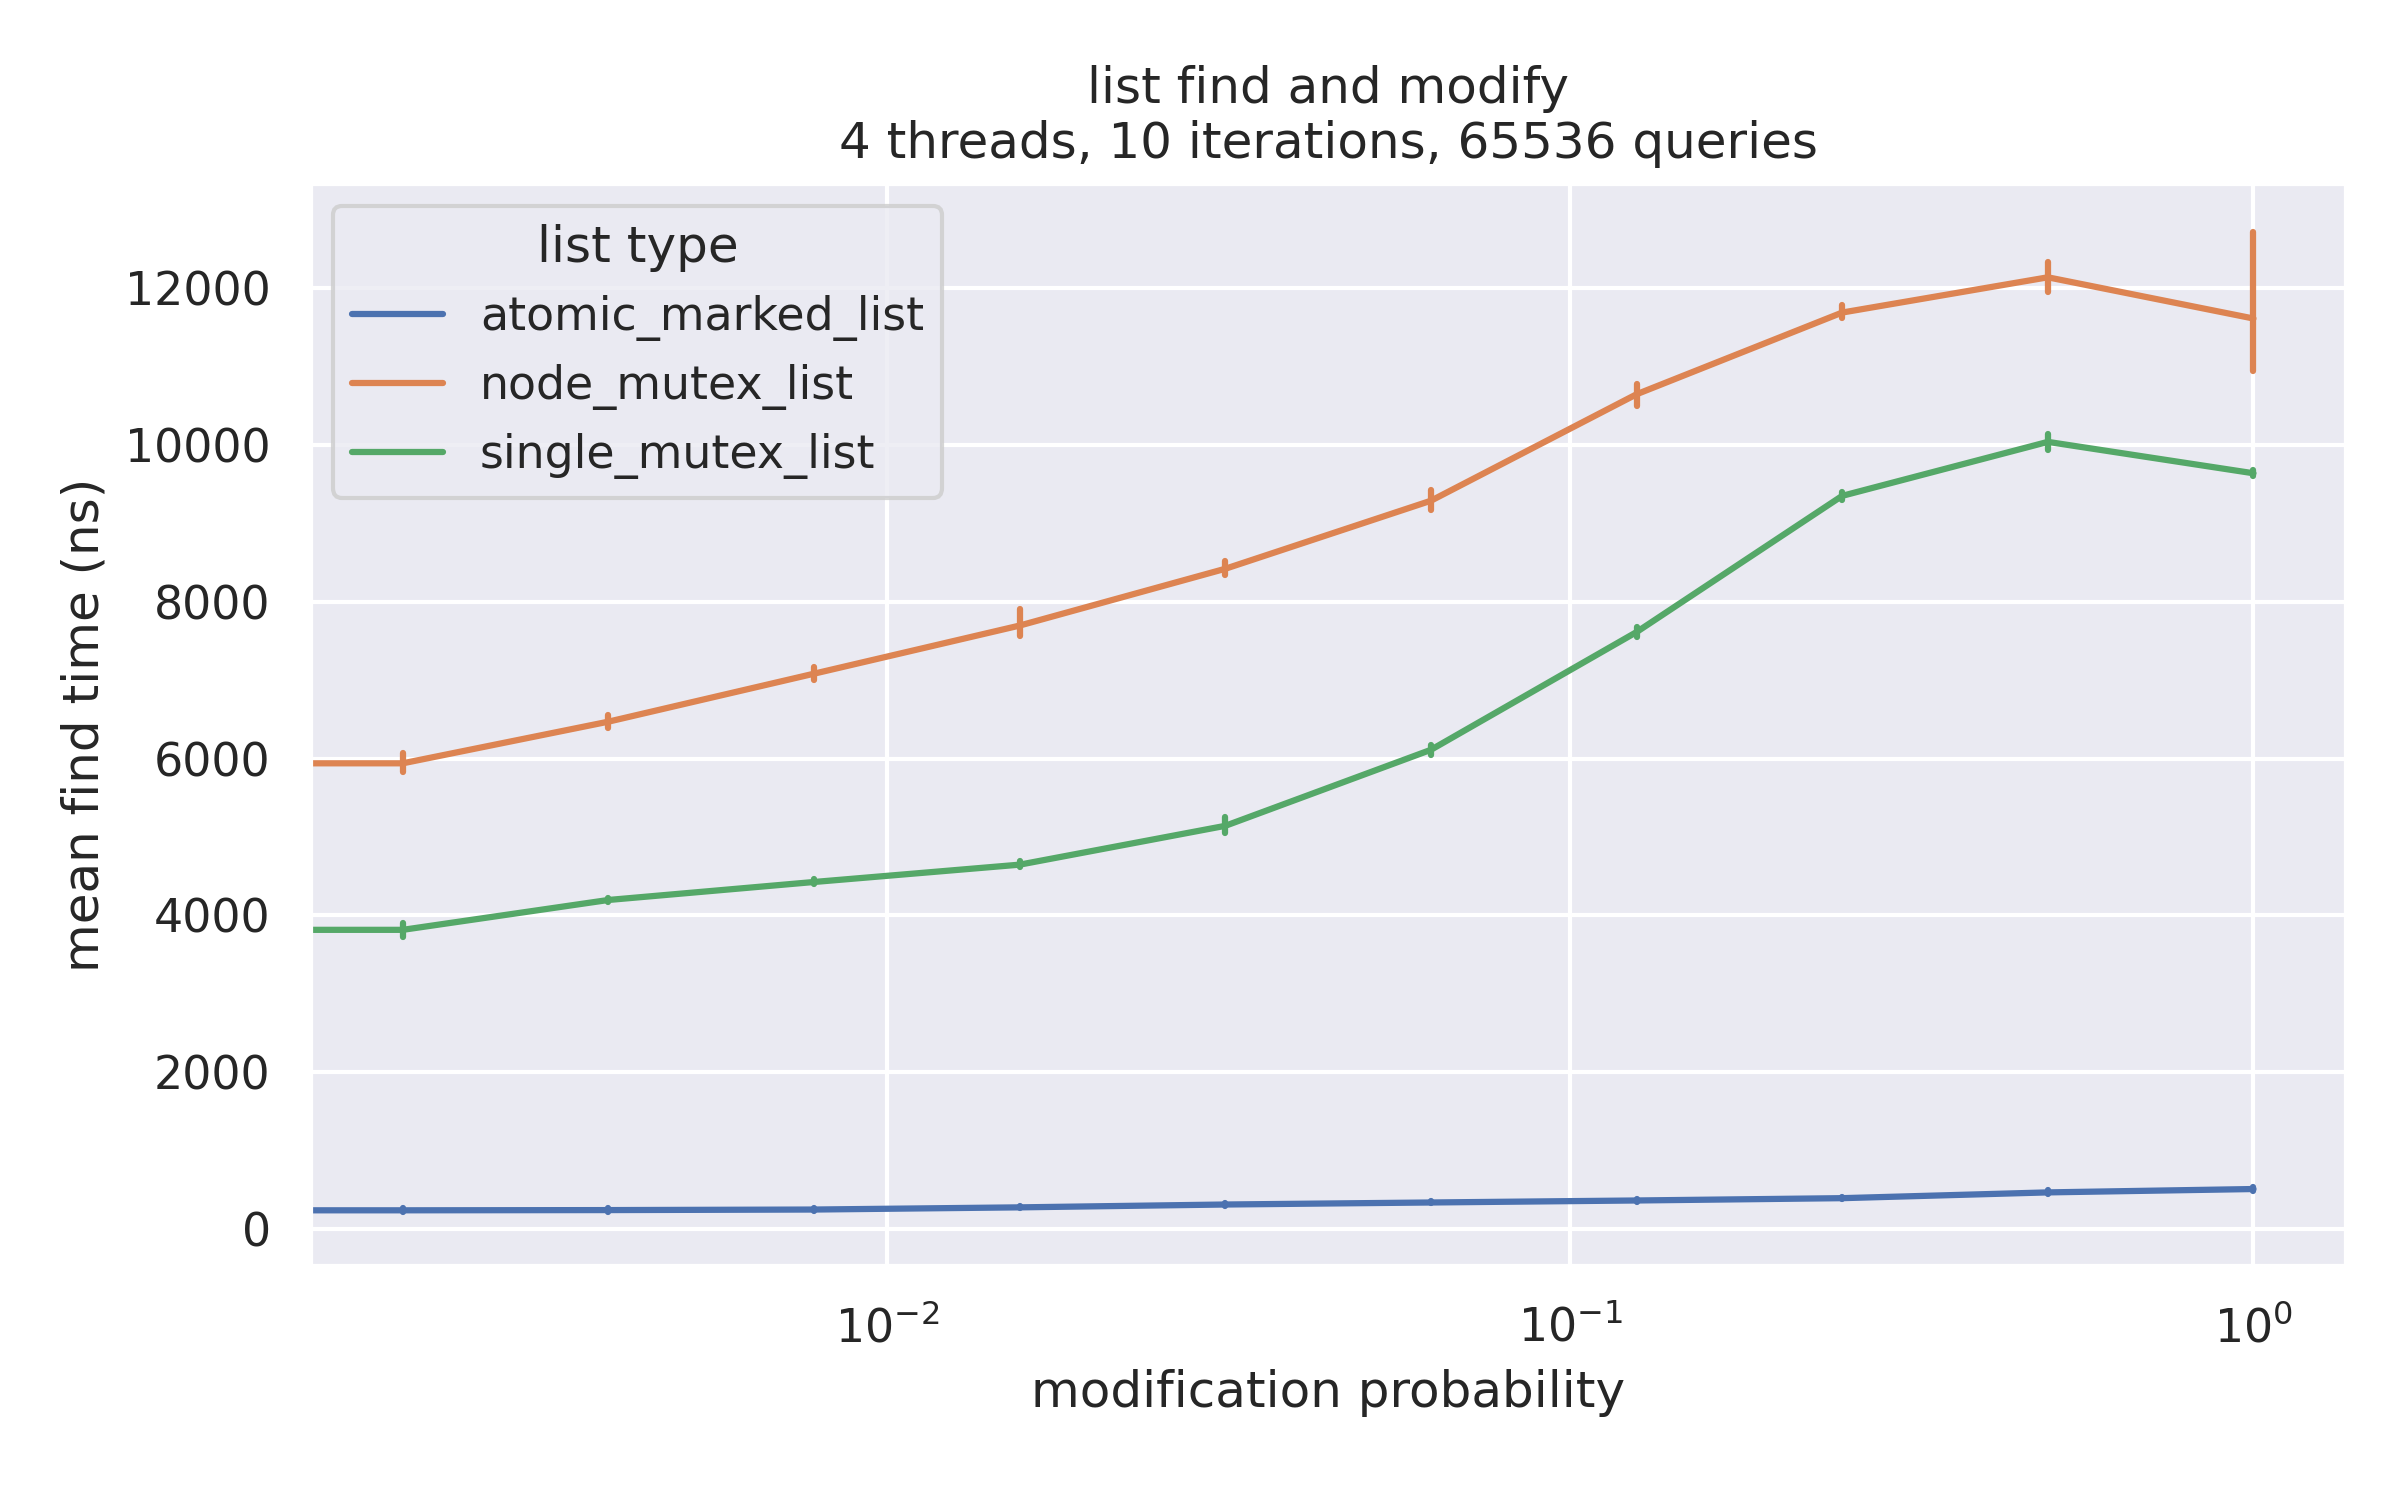 list find and modify
4 threads, 10 iterations, 65536 queries
list type
atomic_marked_list
node_mutex_list
single_mutex_list
mean find time (ns)
12000
10000
8000
6000
4000
2000
0
10⁻² 10⁻¹ 10⁰
modification probability